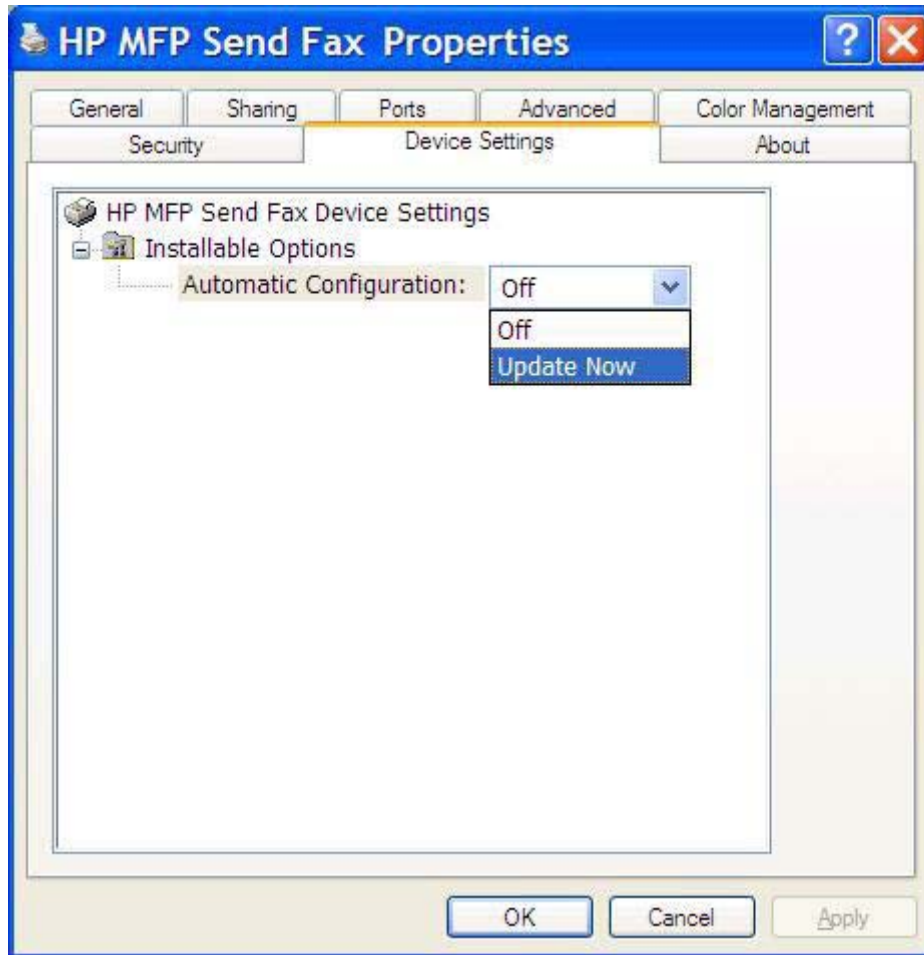 HP MFP Send Fax Properties
General Sharing Ports Advanced Color Management
Security Device Settings About
HP MFP Send Fax Device Settings
Installable Options
Automatic Configuration: Off
Off
Update Now
OK Cancel Apply